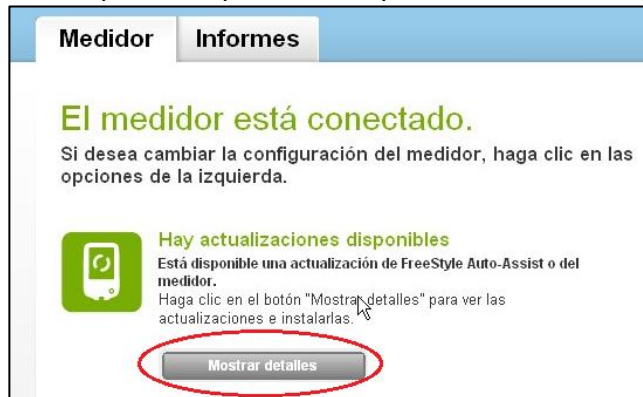 Medidor Informes
El medidor está conectado.
Si desea cambiar la configuración del medidor, haga clic en las
opciones de la izquierda.
Hay actualizaciones disponibles
Está disponible una actualización de FreeStyle Auto-Assist o del
medidor.
Haga clic en el botón "Mostrar detalles" para ver las
actualizaciones e instalarlas.
Mostrar detalles